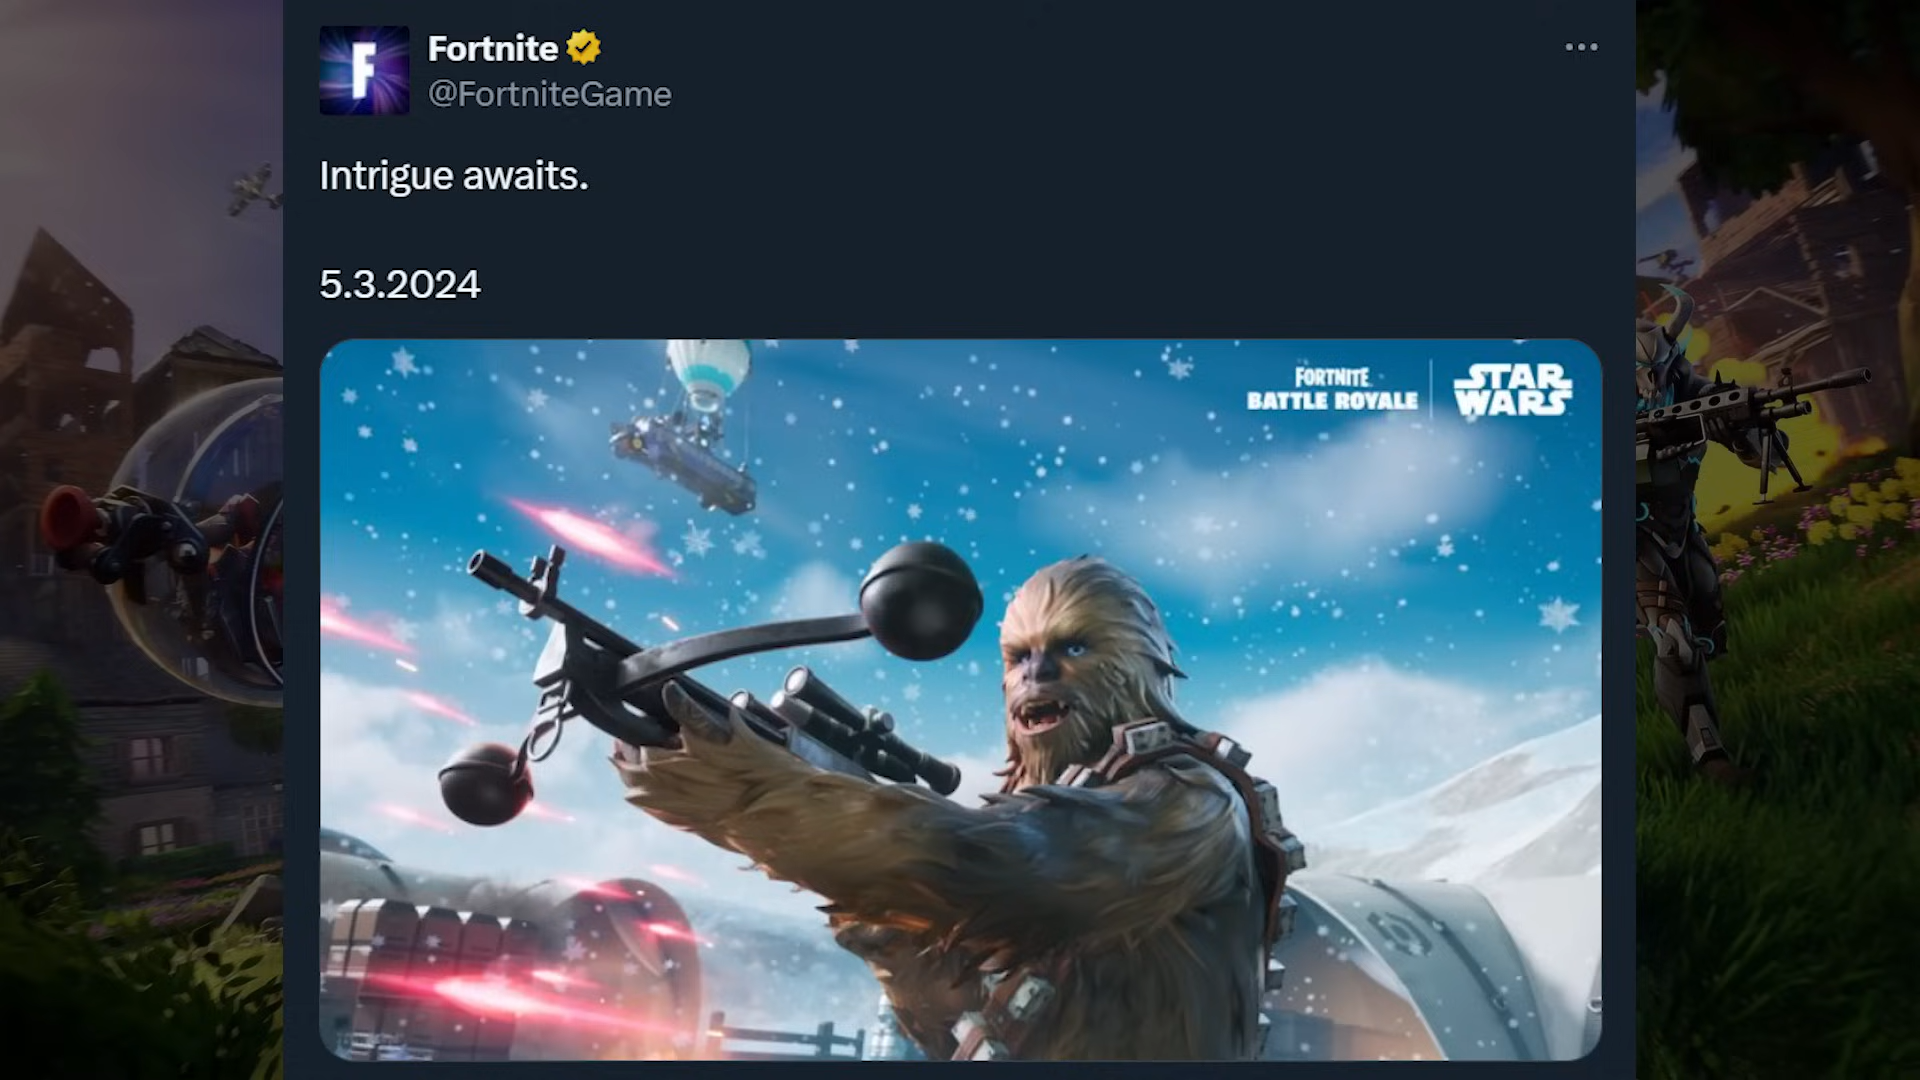 F
Fortnite
@FortniteGame
Intrigue awaits.
5.3.2024
FORTNITE
BATTLE ROYALE
STAR
WARS